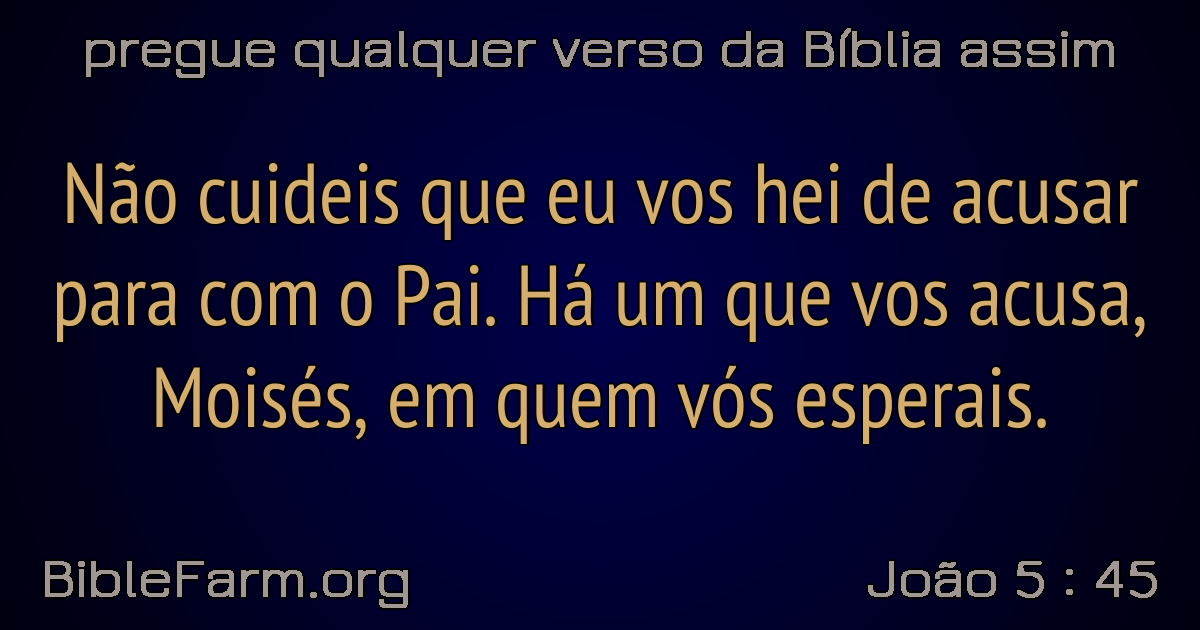 pregue qualquer verso da Bíblia assim
Não cuideis que eu vos hei de acusar
para com o Pai. Há um que vos acusa,
Moisés, em quem vós esperais.
BibleFarm.org
João 5 : 45